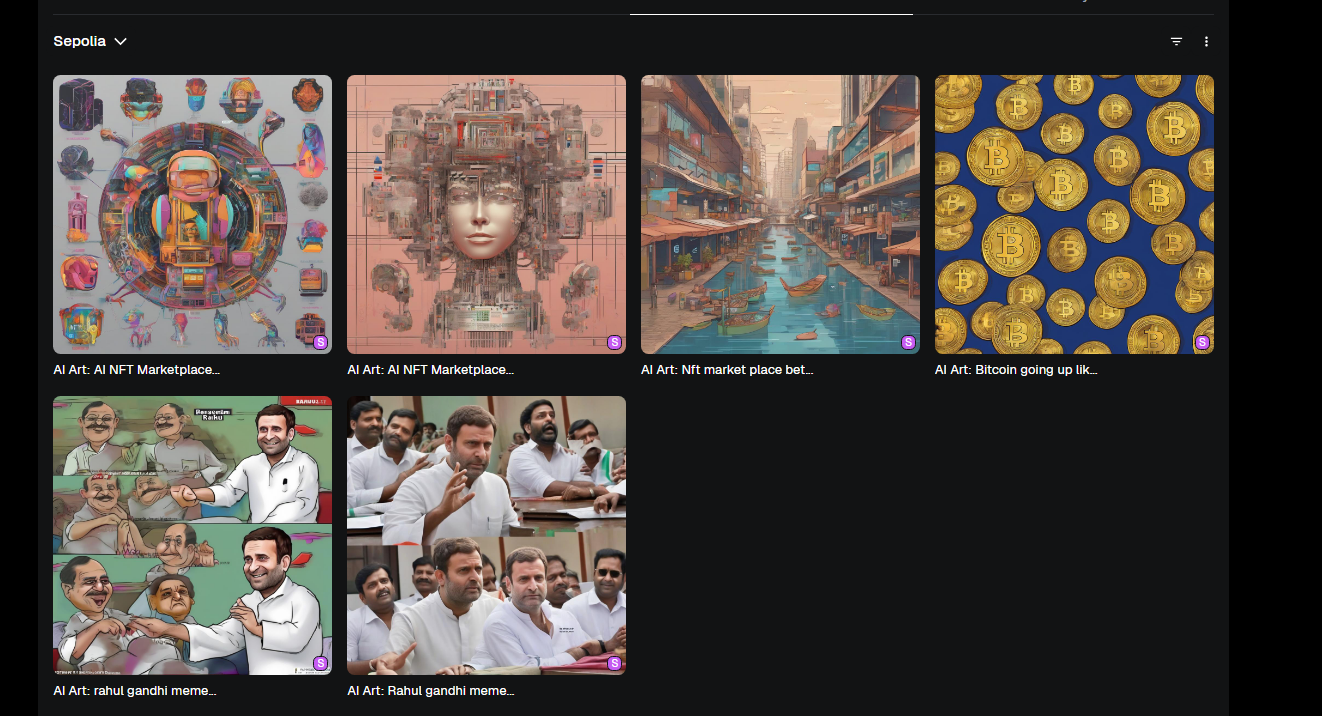 Sepolia
S
S
S
S
AI Art: AI NFT Marketplace...
AI Art: AI NFT Marketplace...
AI Art: Nft market place bet...
AI Art: Bitcoin going up lik...
S
S
AI Art: rahul gandhi meme...
AI Art: Rahul gandhi meme...